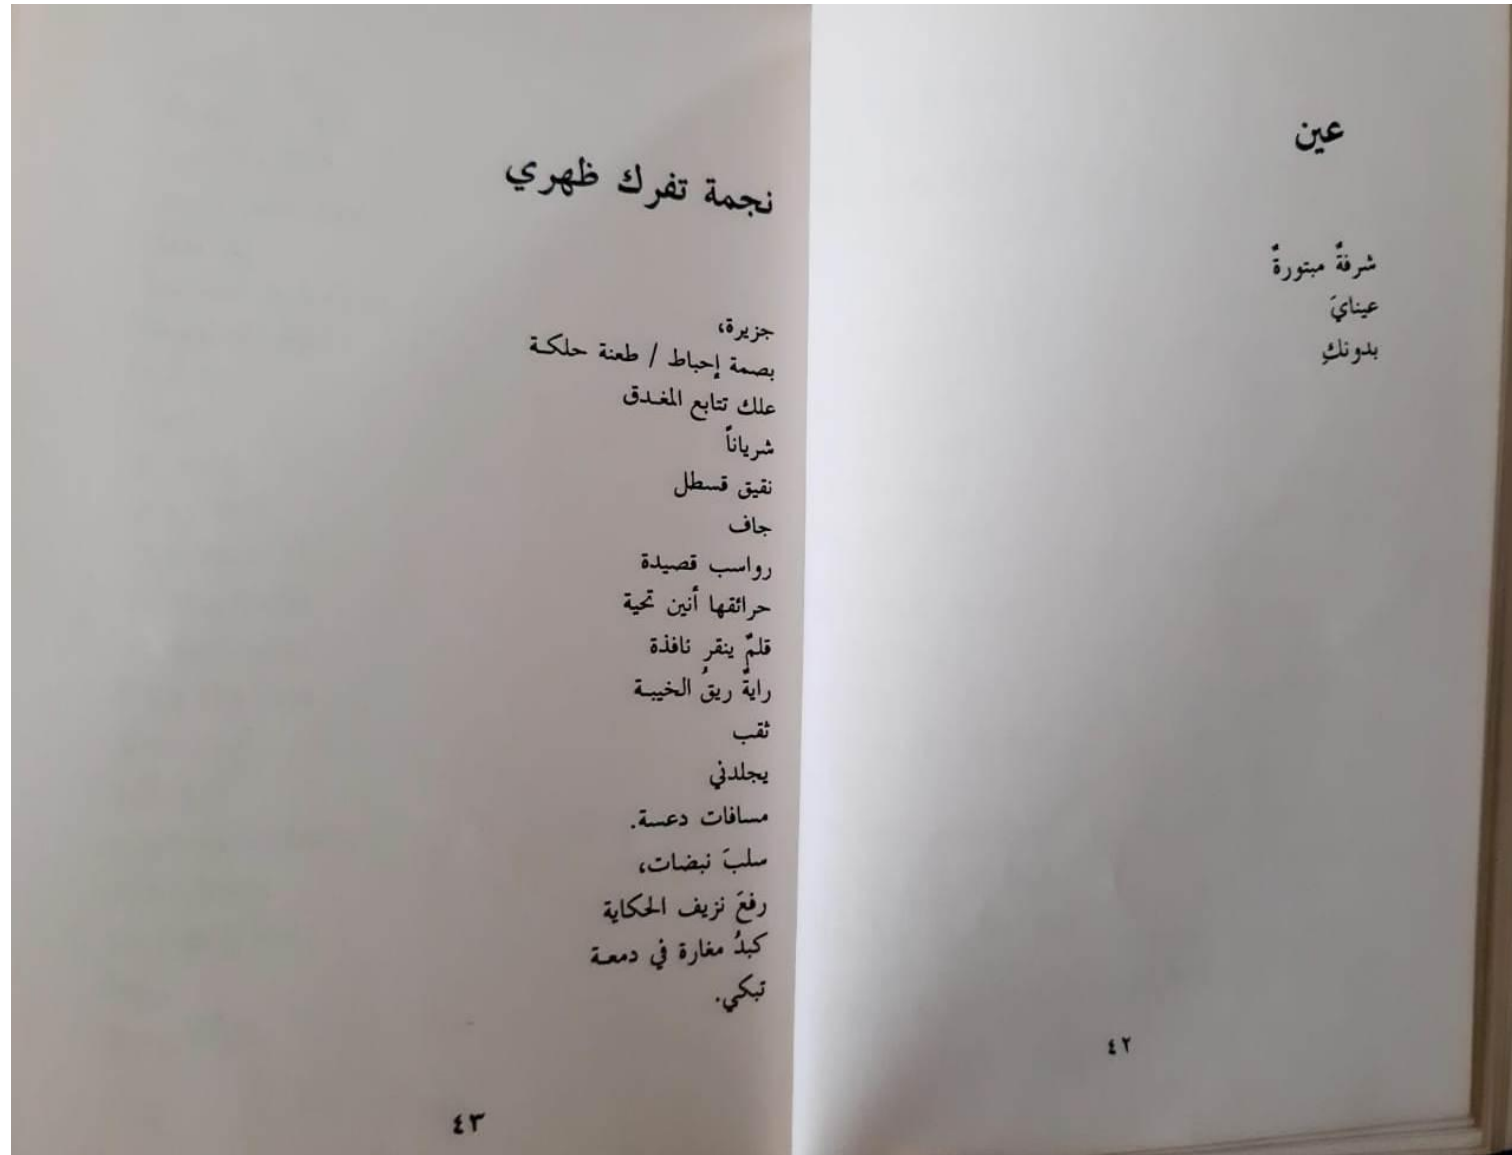 عين
شرفةٌ مبتورةٌ
عينايَ
بدونكِ
٤٢
نجمة تفرك ظهري
جزيرة،
بصمة إحباط / طعنة حلكة
علك تتابع المغدق
شرياناً
نقيق قسطل
جاف
رواسب قصيدة
حرائقها أنين تحية
قلمٌ ينقر نافذة
رايةٌ ريقُ الخيبة
ثقب
يجلدني
مسافات دعسة.
سلبَ نبضات،
رفعَ نزيف الحكاية
كبدُ مغارة في دمعة
تبكي.
٤٣